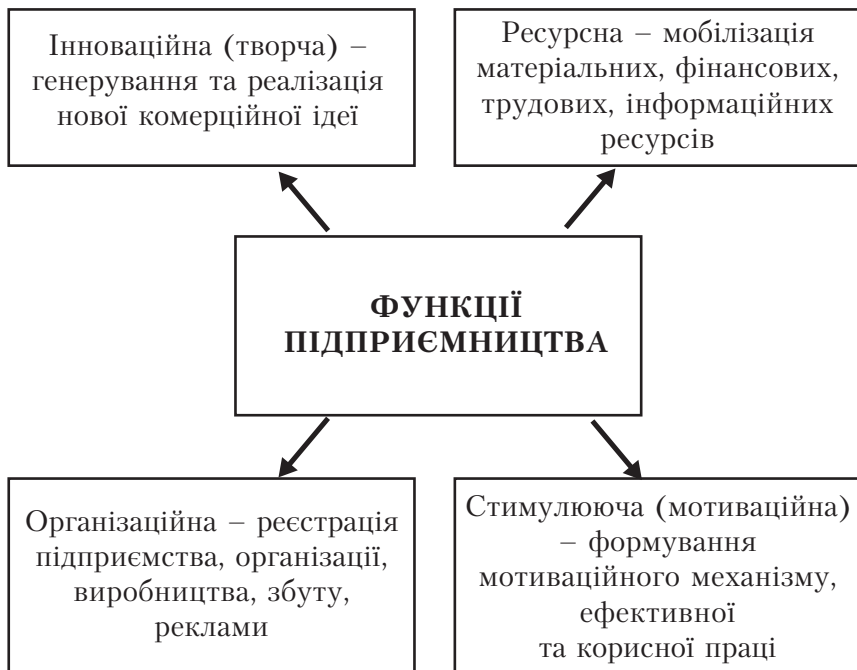 Інноваційна (творча) –
генерування та реалізація
нової комерційної ідеї
Ресурсна – мобілізація
матеріальних, фінансових,
трудових, інформаційних
ресурсів
ФУНКЦІЇ
ПІДПРИЄМНИЦТВА
Організаційна – реєстрація
підприємства, організації,
виробництва, збуту,
реклами
Стимулююча (мотиваційна)
– формування
мотиваційного механізму,
ефективної
та корисної праці